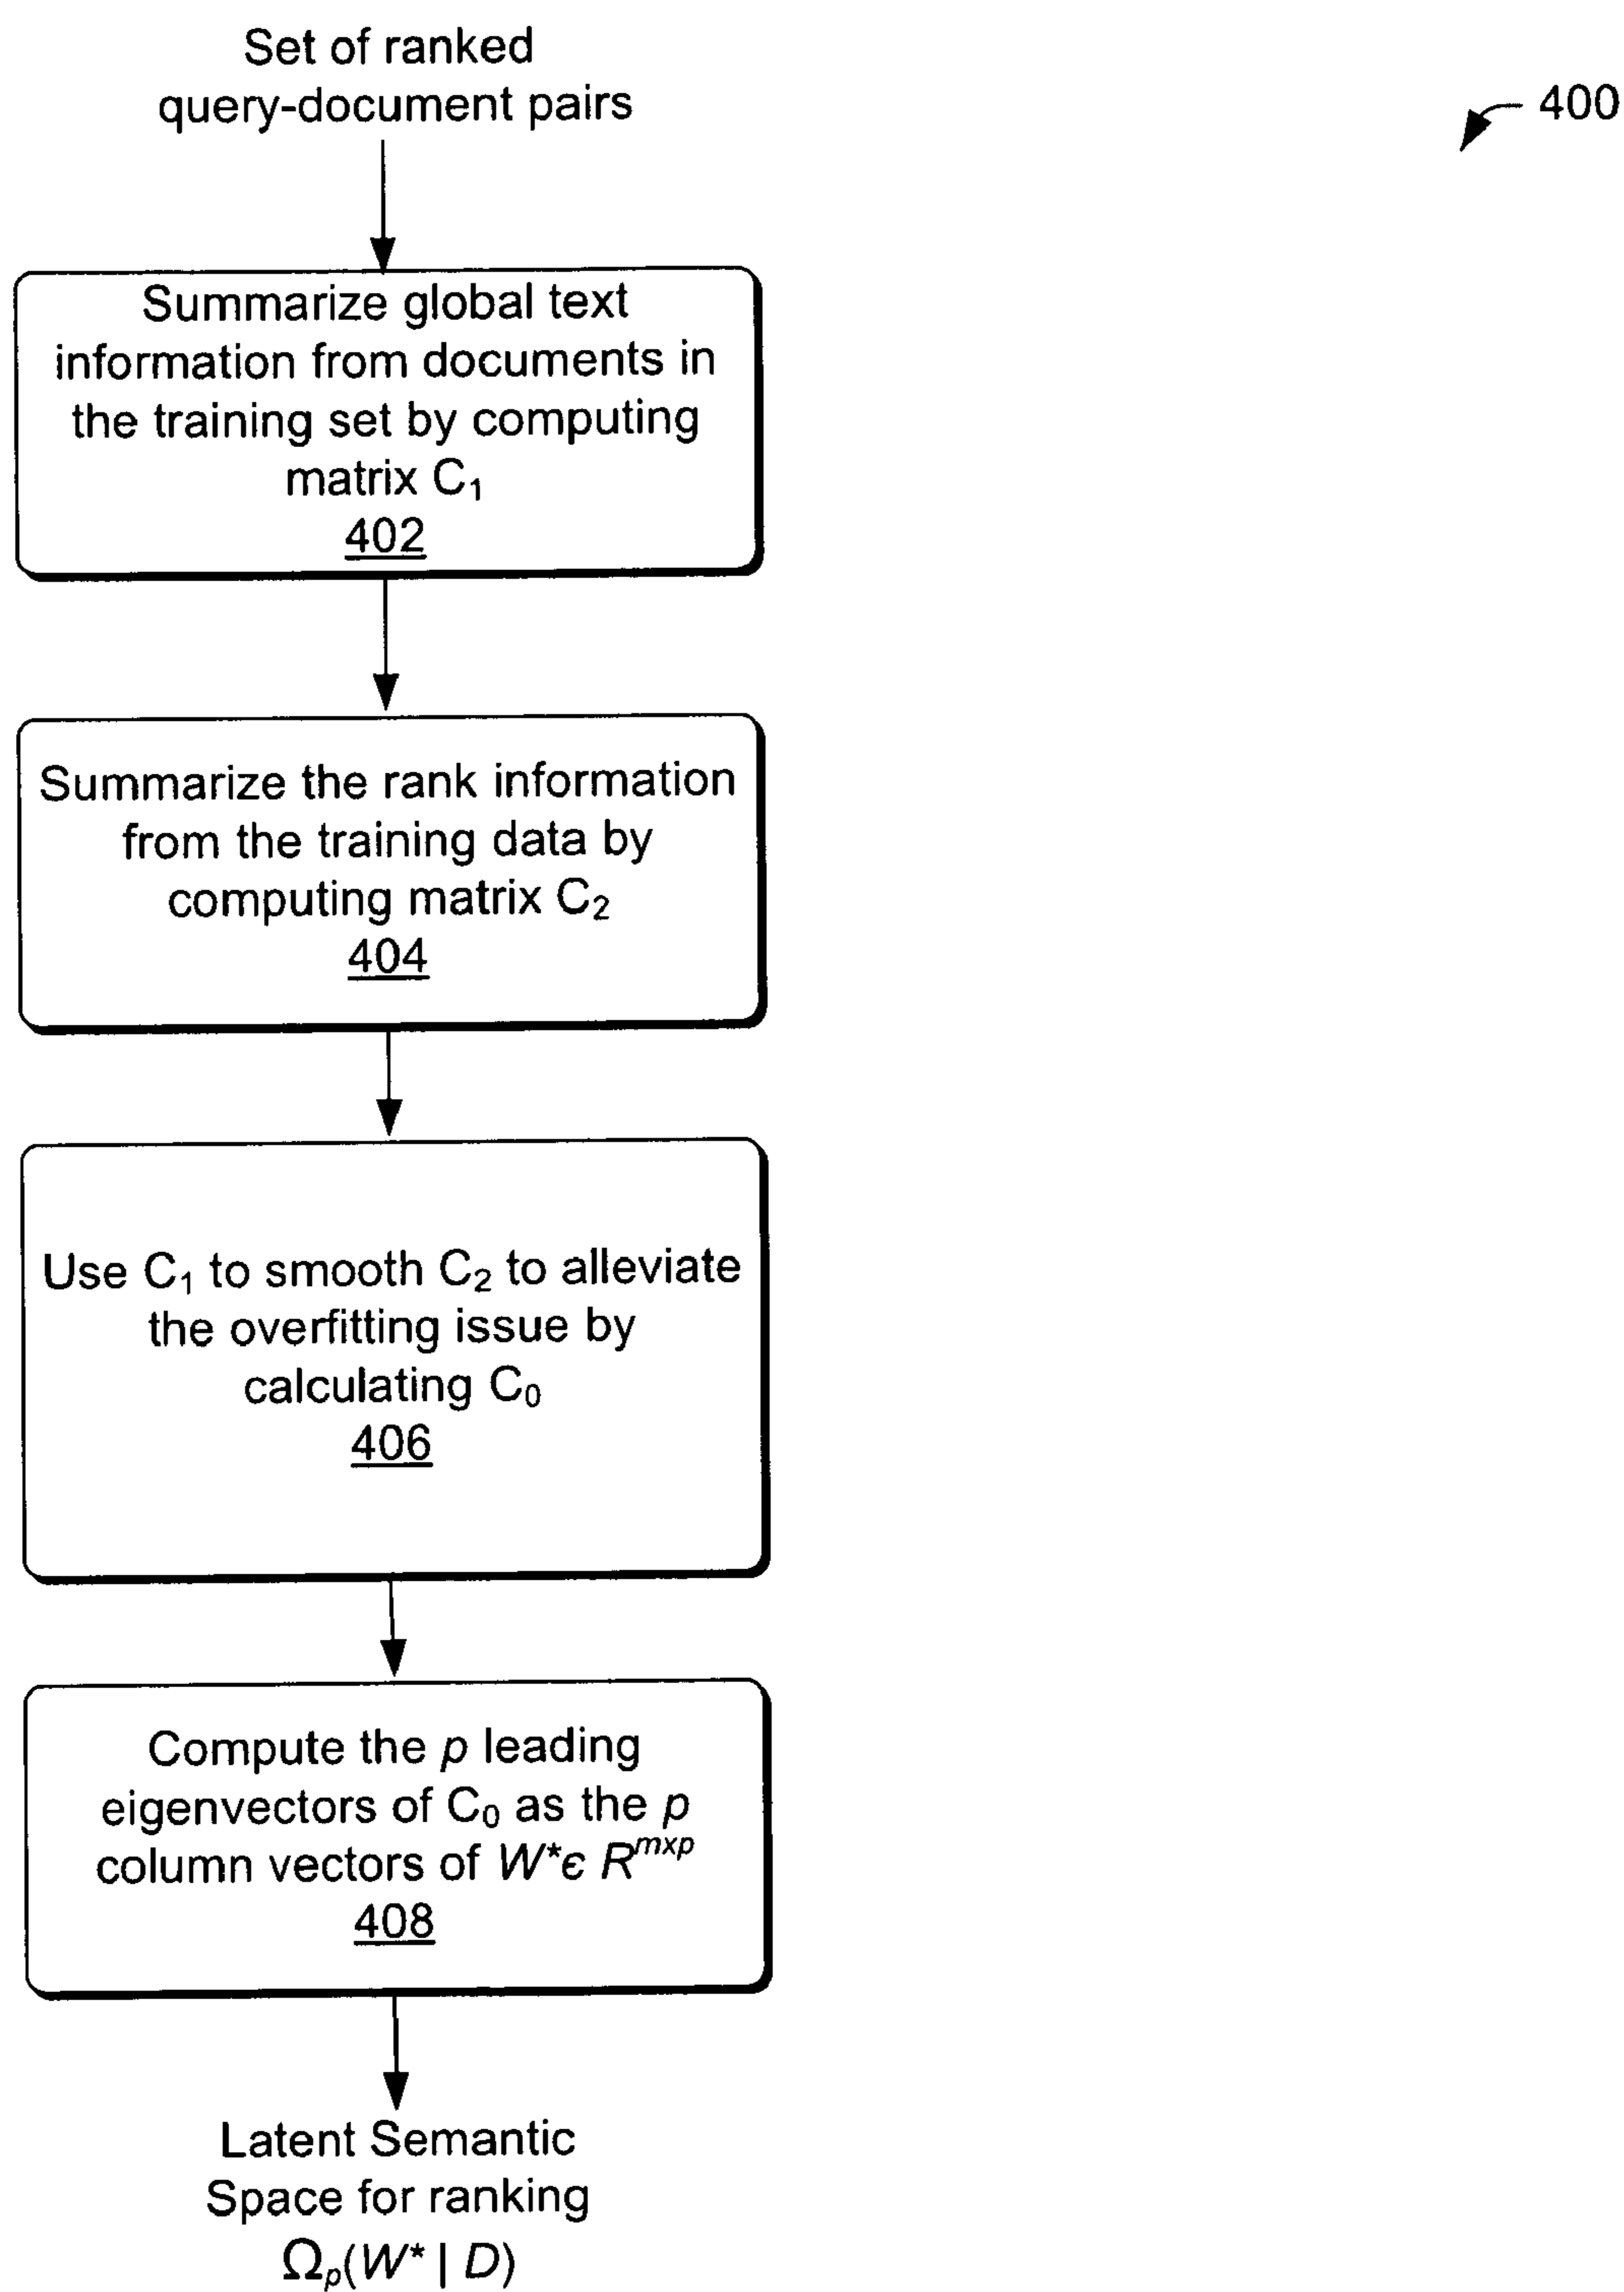 Set of ranked
query-document pairs
400
Summarize global text
information from documents in
the training set by computing
matrix C₁
402
Summarize the rank information
from the training data by
computing matrix C₂
404
Use C₁ to smooth C₂ to alleviate
the overfitting issue by
calculating C₀
406
Compute the p leading
eigenvectors of C₀ as the p
column vectors of W*ϵ R^{mxp}
408
Latent Semantic
Space for ranking
Ωₚ(W* | D)